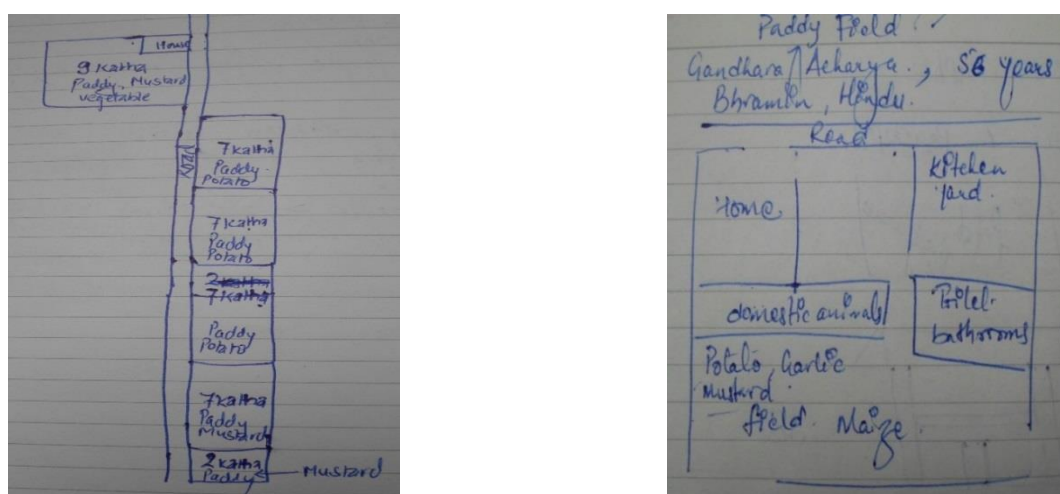 House
9 Katha
Paddy, Mustard
vegetable
7 Katha
Paddy
Potato
7 Katha
Paddy
Potato
2 Katha
7 Katha
Paddy
Potato
7 Katha
Paddy
Mustard
2 Katha
Paddy
Mustard
Paddy Field
Gandhara Acharya, 56 years
Bhramin, Hindu.
Road
Home
Kitchen
yard.
domestic animals
Toilet
bathrooms
Potato, Garlic
Mustard
field. Maize